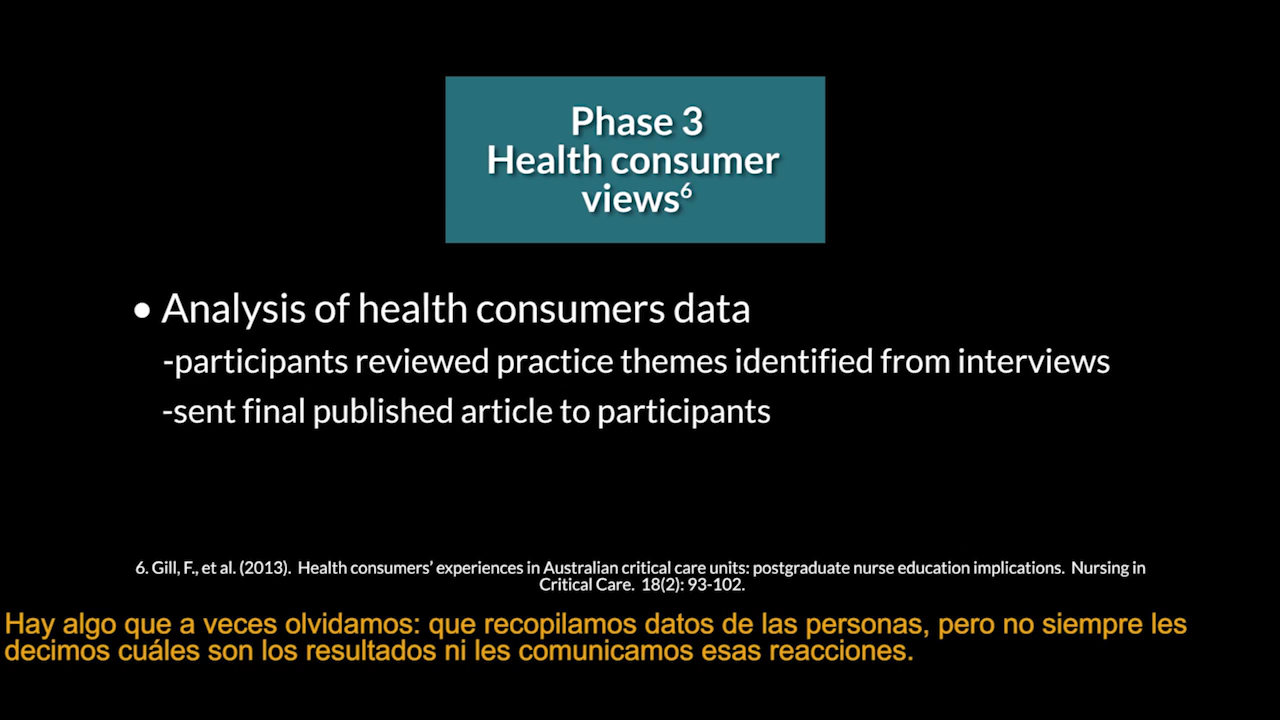 Phase 3
Health consumer
views⁶
• Analysis of health consumers data
-participants reviewed practice themes identified from interviews
-sent final published article to participants
6. Gill, F., et al. (2013). Health consumers’ experiences in Australian critical care units: postgraduate nurse education implications. Nursing in
Critical Care. 18(2): 93-102.
Hay algo que a veces olvidamos: que recopilamos datos de las personas, pero no siempre les
decimos cuáles son los resultados ni les comunicamos esas reacciones.